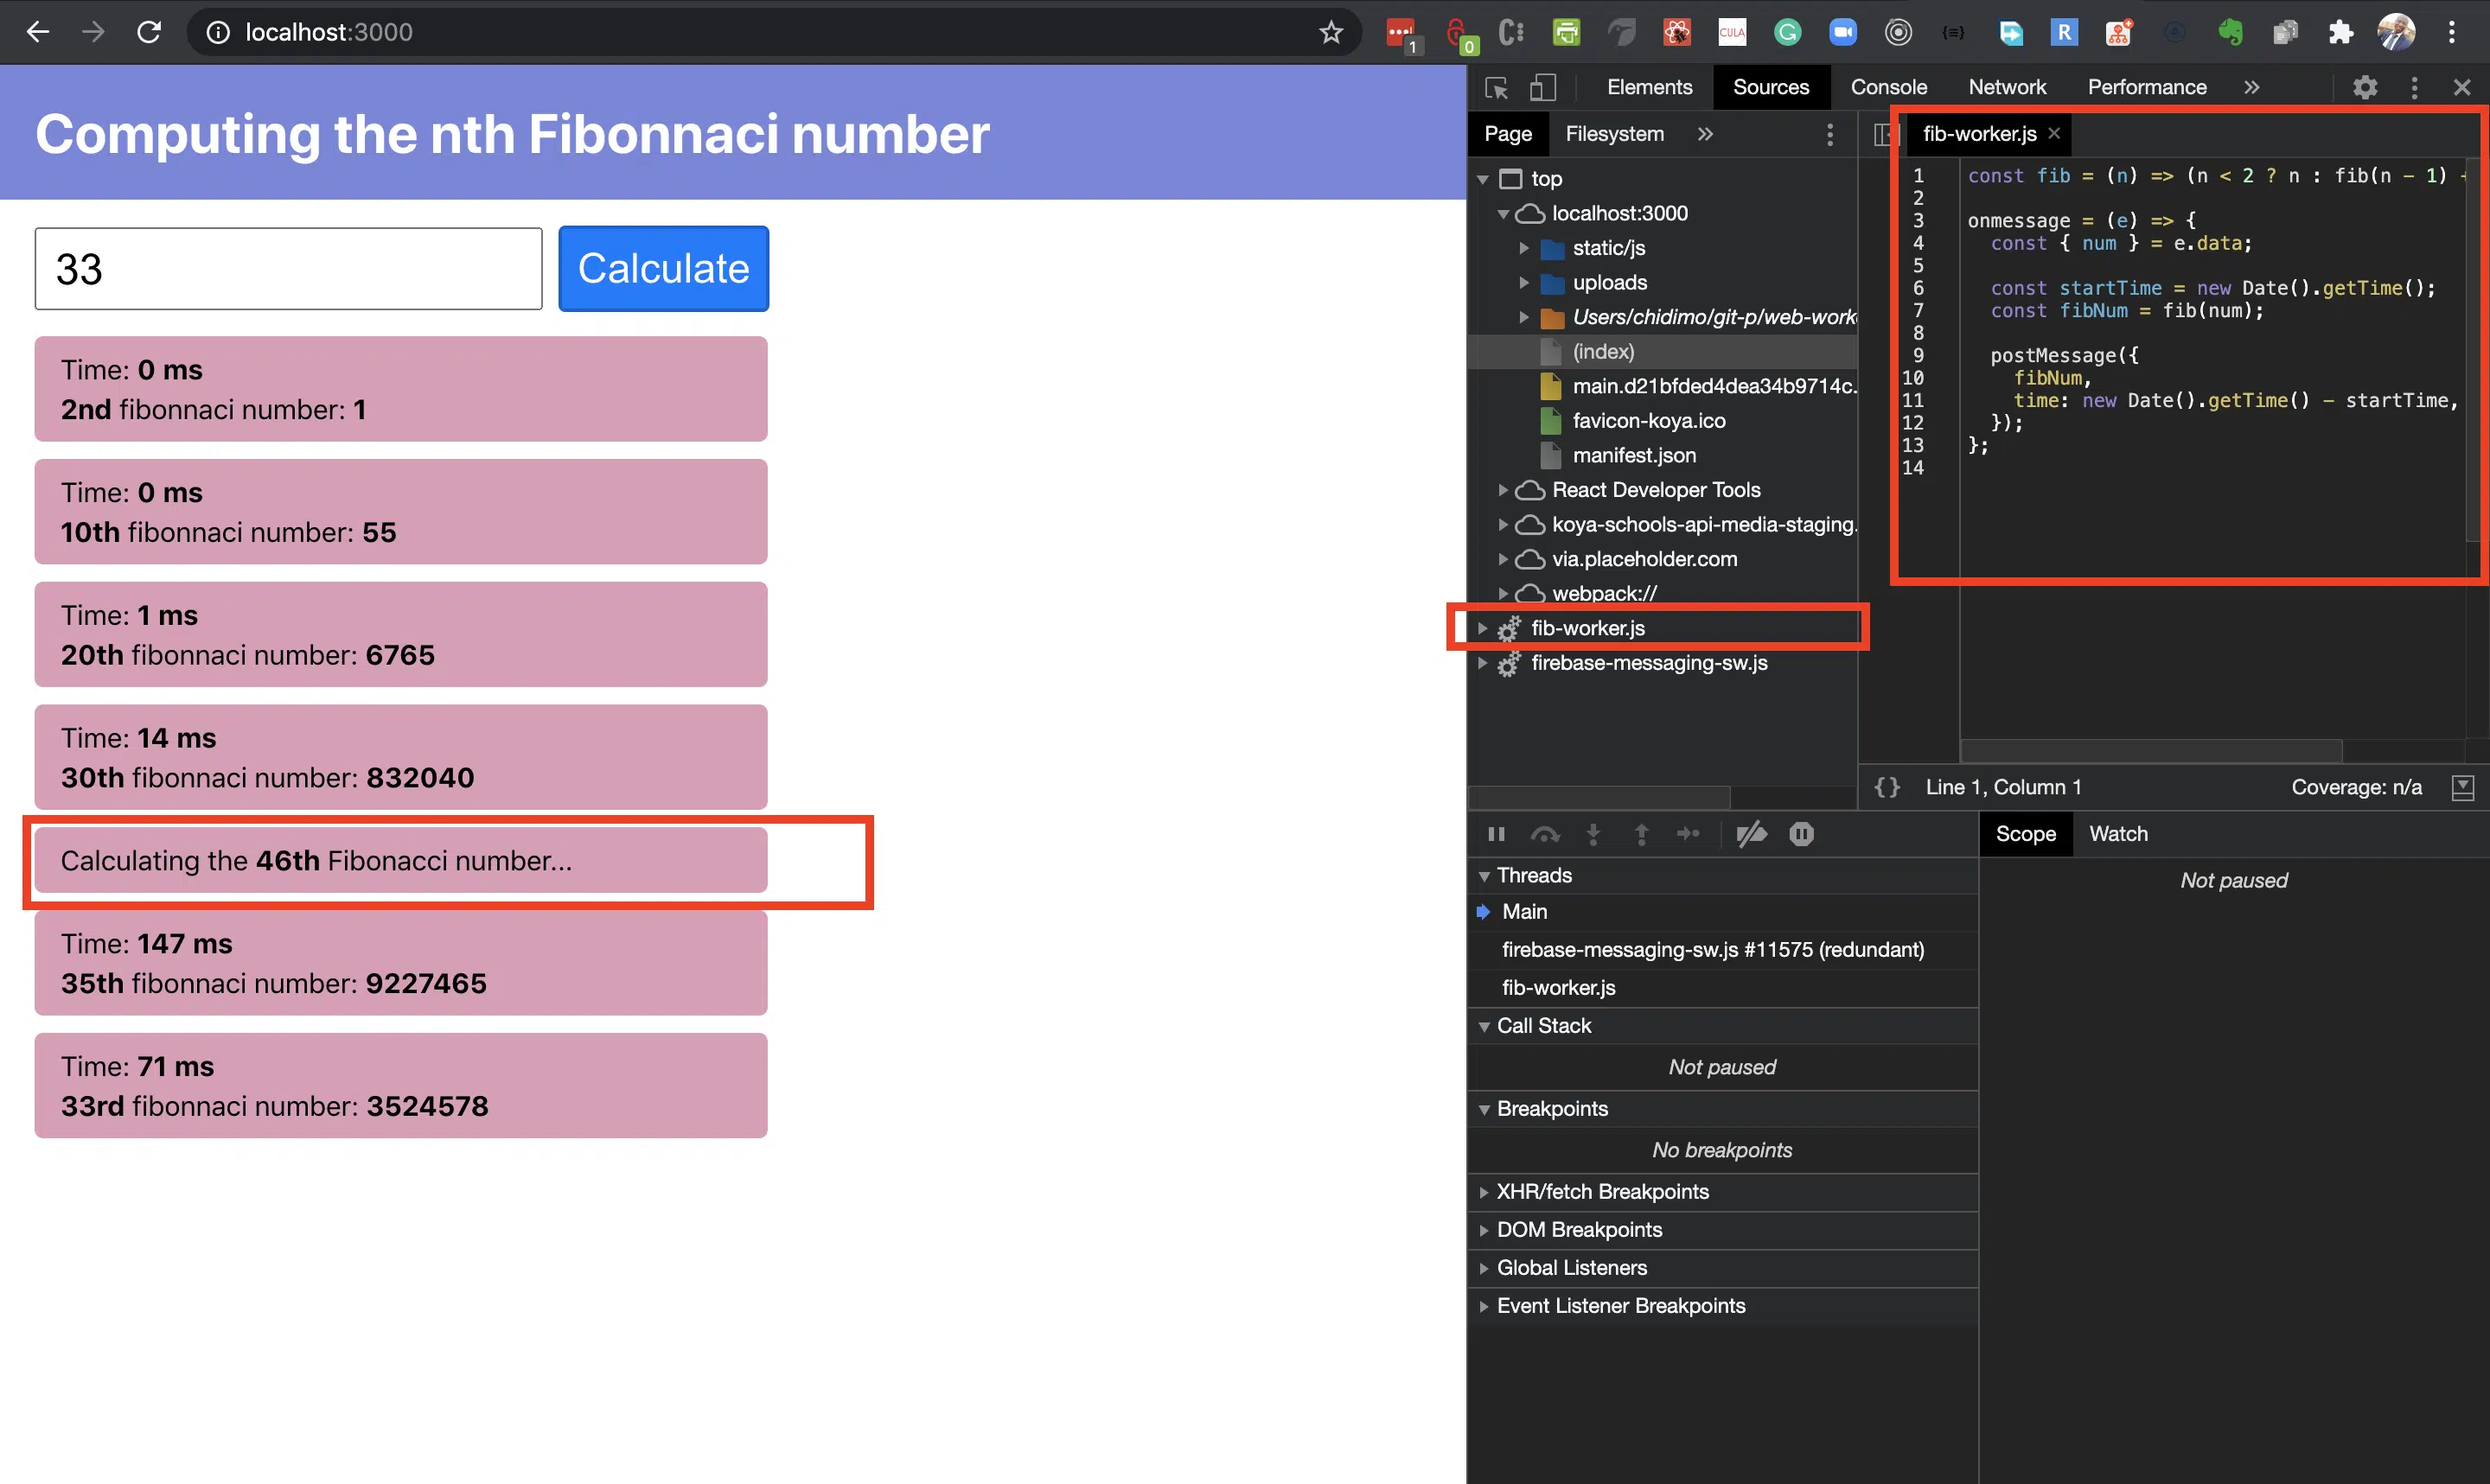 localhost:3000
1
0
CULA
R
Computing the nth Fibonnaci number
33
Calculate
Time: 0 ms
2nd fibonnaci number: 1
Time: 0 ms
10th fibonnaci number: 55
Time: 1 ms
20th fibonnaci number: 6765
Time: 14 ms
30th fibonnaci number: 832040
Calculating the 46th Fibonacci number...
Time: 147 ms
35th fibonnaci number: 9227465
Time: 71 ms
33rd fibonnaci number: 3524578
Elements Sources Console Network Performance »
Page Filesystem »
top
localhost:3000
static/js
uploads
Users/chidimo/git-p/web-work
(index)
main.d21bfded4dea34b9714c.
favicon-koya.ico
manifest.json
React Developer Tools
koya-schools-api-media-staging.
via.placeholder.com
webpack://
fib-worker.js
firebase-messaging-sw.js
fib-worker.js ×
1 const fib = (n) => (n < 2 ? n : fib(n - 1) +
2
3 onmessage = (e) => {
4 const { num } = e.data;
5
6 const startTime = new Date().getTime();
7 const fibNum = fib(num);
8
9 postMessage({
10 fibNum,
11 time: new Date().getTime() - startTime,
12 });
13 };
14
{} Line 1, Column 1 Coverage: n/a
Threads
Main
firebase-messaging-sw.js #11575 (redundant)
fib-worker.js
Call Stack
Not paused
Breakpoints
No breakpoints
XHR/fetch Breakpoints
DOM Breakpoints
Global Listeners
Event Listener Breakpoints
Scope Watch
Not paused